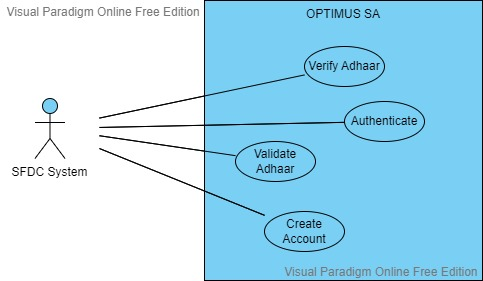 Visual Paradigm Online Free Edition
OPTIMUS SA
Verify Adhaar
Authenticate
Validate
Adhaar
SFDC System
Create
Account
Visual Paradigm Online Free Edition